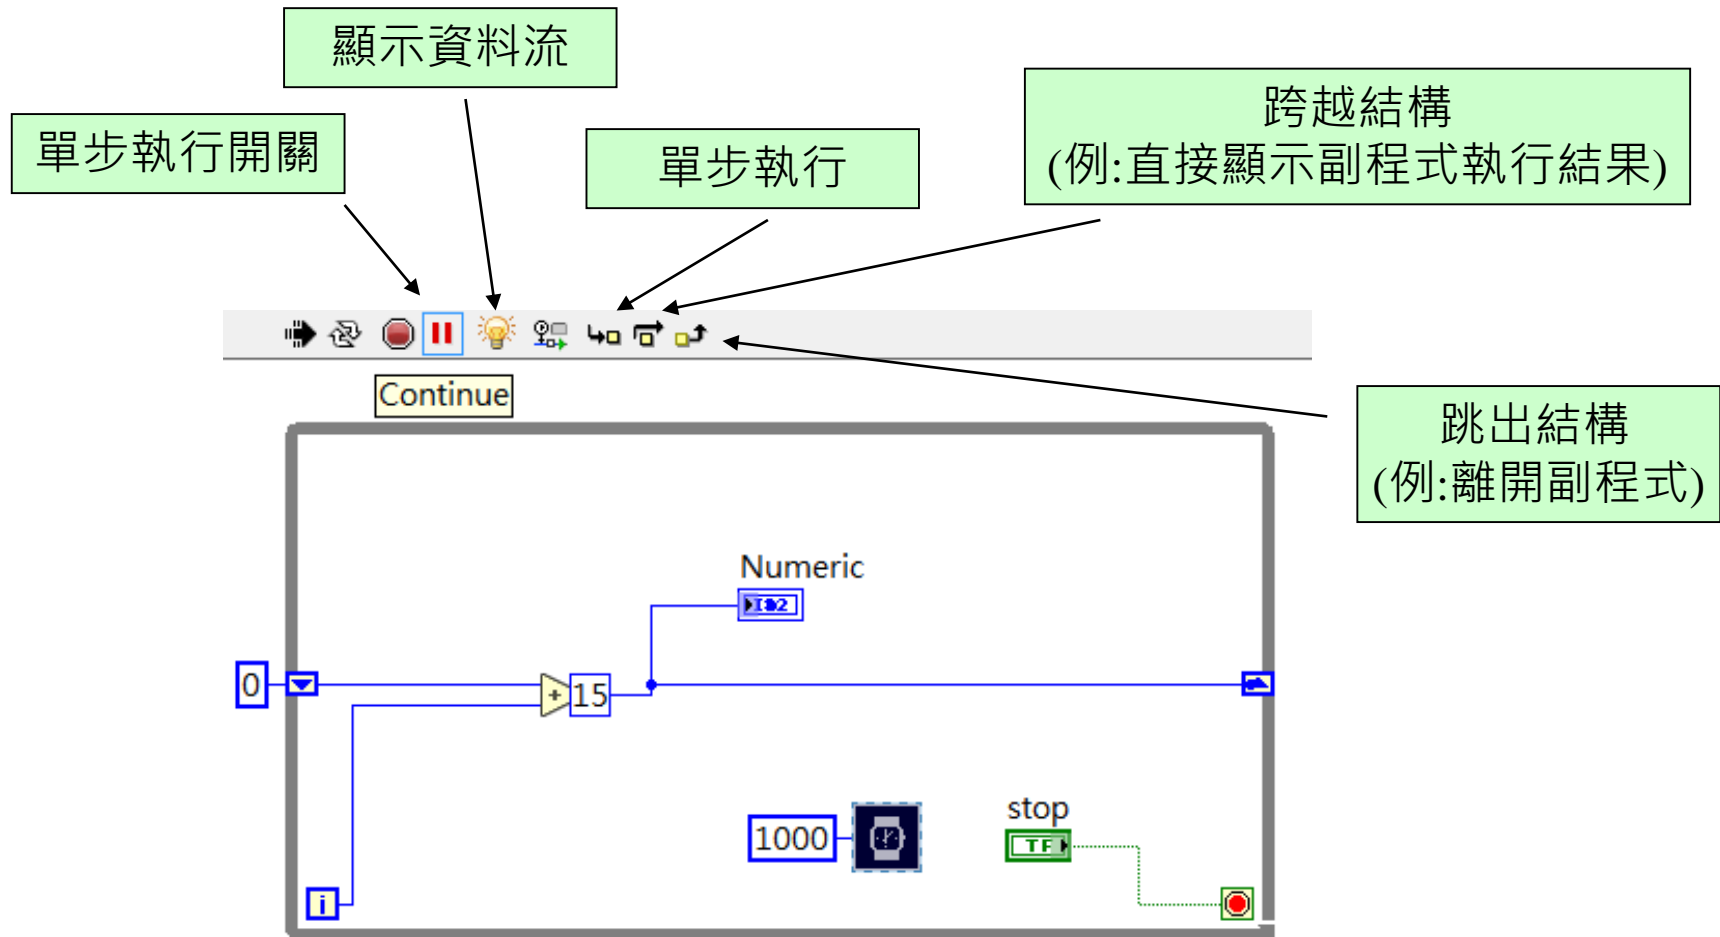 顯示資料流
單步執行開關
單步執行
跨越結構
(例:直接顯示副程式執行結果)
Continue
跳出結構
(例:離開副程式)
Numeric
0
+
15
1000
stop
TF
i